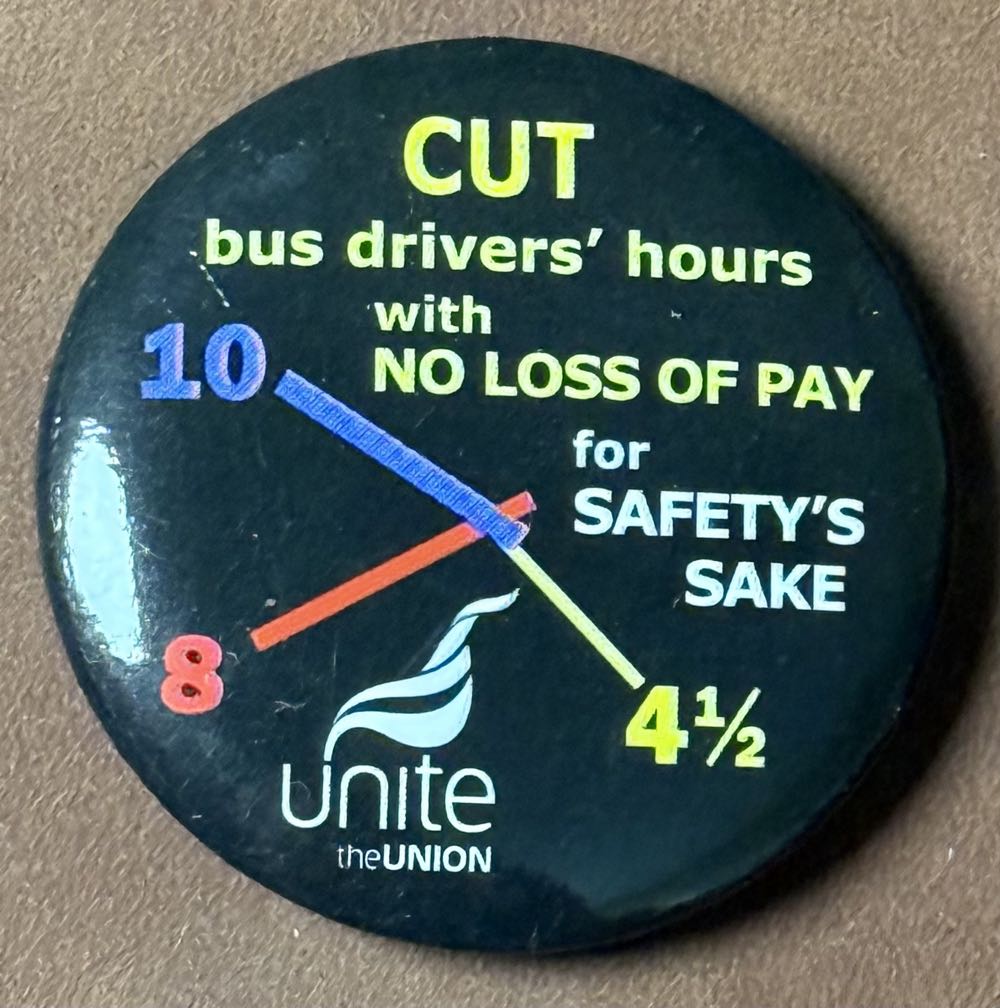 CUT
bus drivers’ hours
with
NO LOSS OF PAY
for
SAFETY’S
SAKE
10
8
4½
unite
theUNION